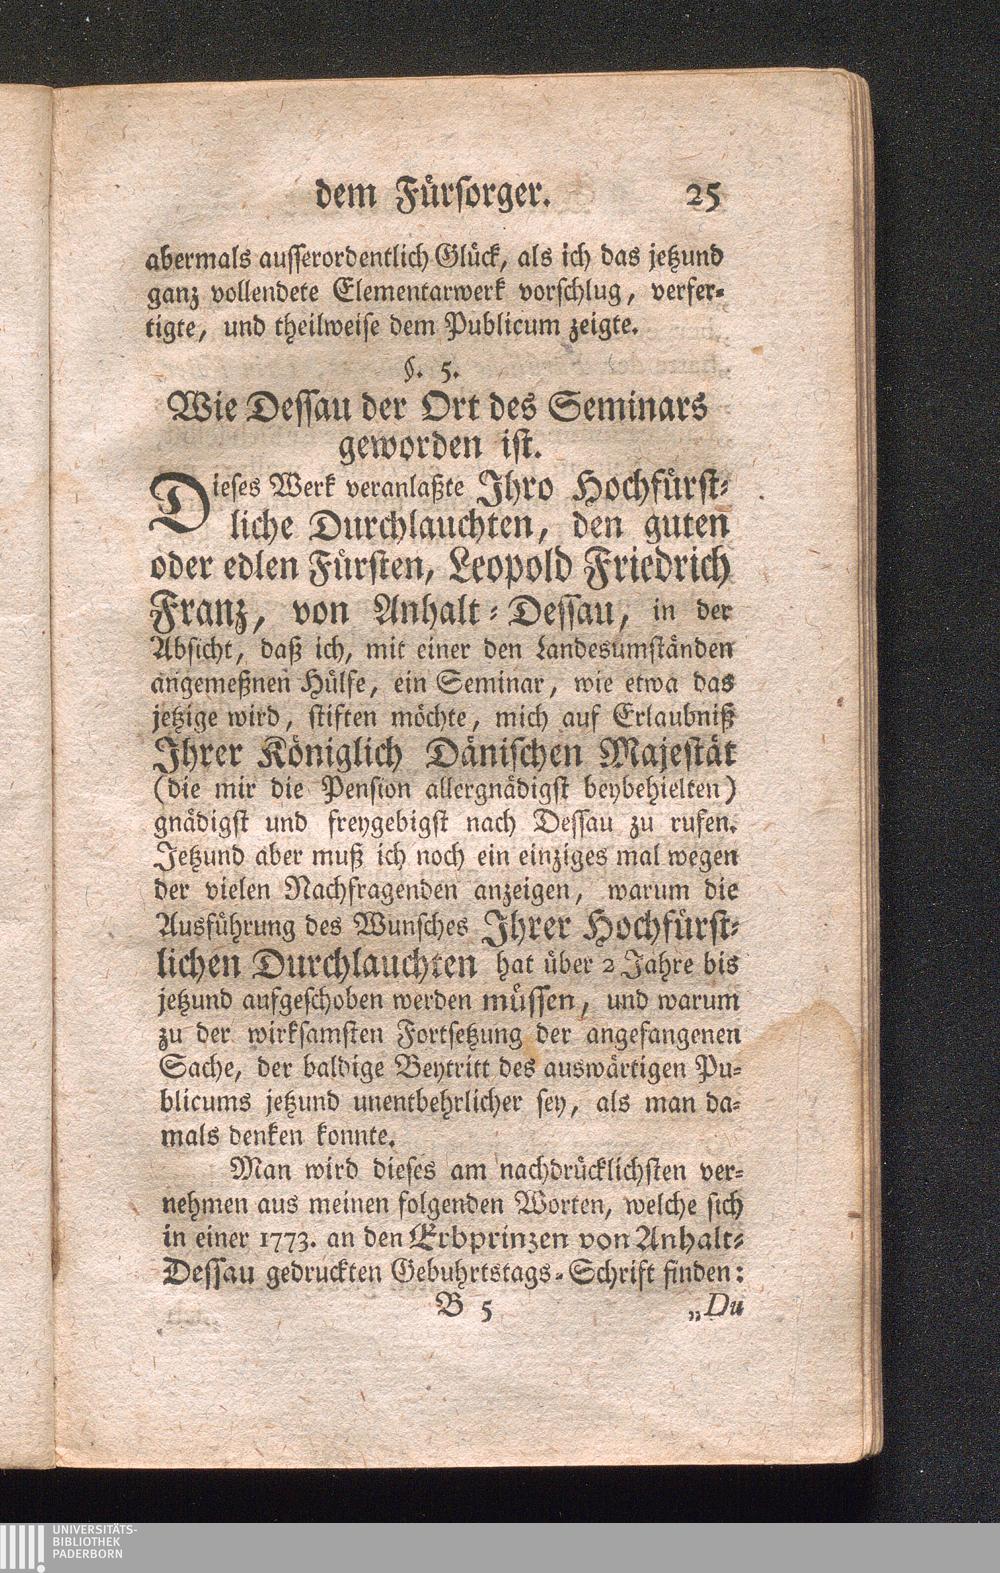 dem Fürsorger. 25
abermals ausserordentlich Glück, als ich das jetzund
ganz vollendete Elementarwerk vorschlug, verfer-
tigte, und theilweise dem Publicum zeigte.
§. 5.
Wie Dessau der Ort des Seminars
geworden ist.
Dieses Werk veranlaßte Ihro Hochfürst-
liche Durchlauchten, den guten
oder edlen Fürsten, Leopold Friedrich
Franz, von Anhalt-Dessau, in der
Absicht, daß ich, mit einer den Landesumständen
angemeßnen Hülfe, ein Seminar, wie etwa das
jetzige wird, stiften möchte, mich auf Erlaubniß
Ihrer Königlich Dänischen Majestät
(die mir die Pension allergnädigst beybehielten)
gnädigst und freygebigst nach Dessau zu rufen.
Jetzund aber muß ich noch ein einziges mal wegen
der vielen Nachfragenden anzeigen, warum die
Ausführung des Wunsches Ihrer Hochfürst-
lichen Durchlauchten hat über 2 Jahre bis
jetzund aufgeschoben werden müssen, und warum
zu der wirksamsten Fortsetzung der angefangenen
Sache, der baldige Beytritt des auswärtigen Pu-
blicums jetzund unentbehrlicher sey, als man da-
mals denken konnte.
Man wird dieses am nachdrücklichsten ver-
nehmen aus meinen folgenden Worten, welche sich
in einer 1773. an den Erbprinzen von Anhalt-
Dessau gedruckten Gebuhrtstags-Schrift finden:
B 5 „Du
UNIVERSITÄTS-
BIBLIOTHEK
PADERBORN